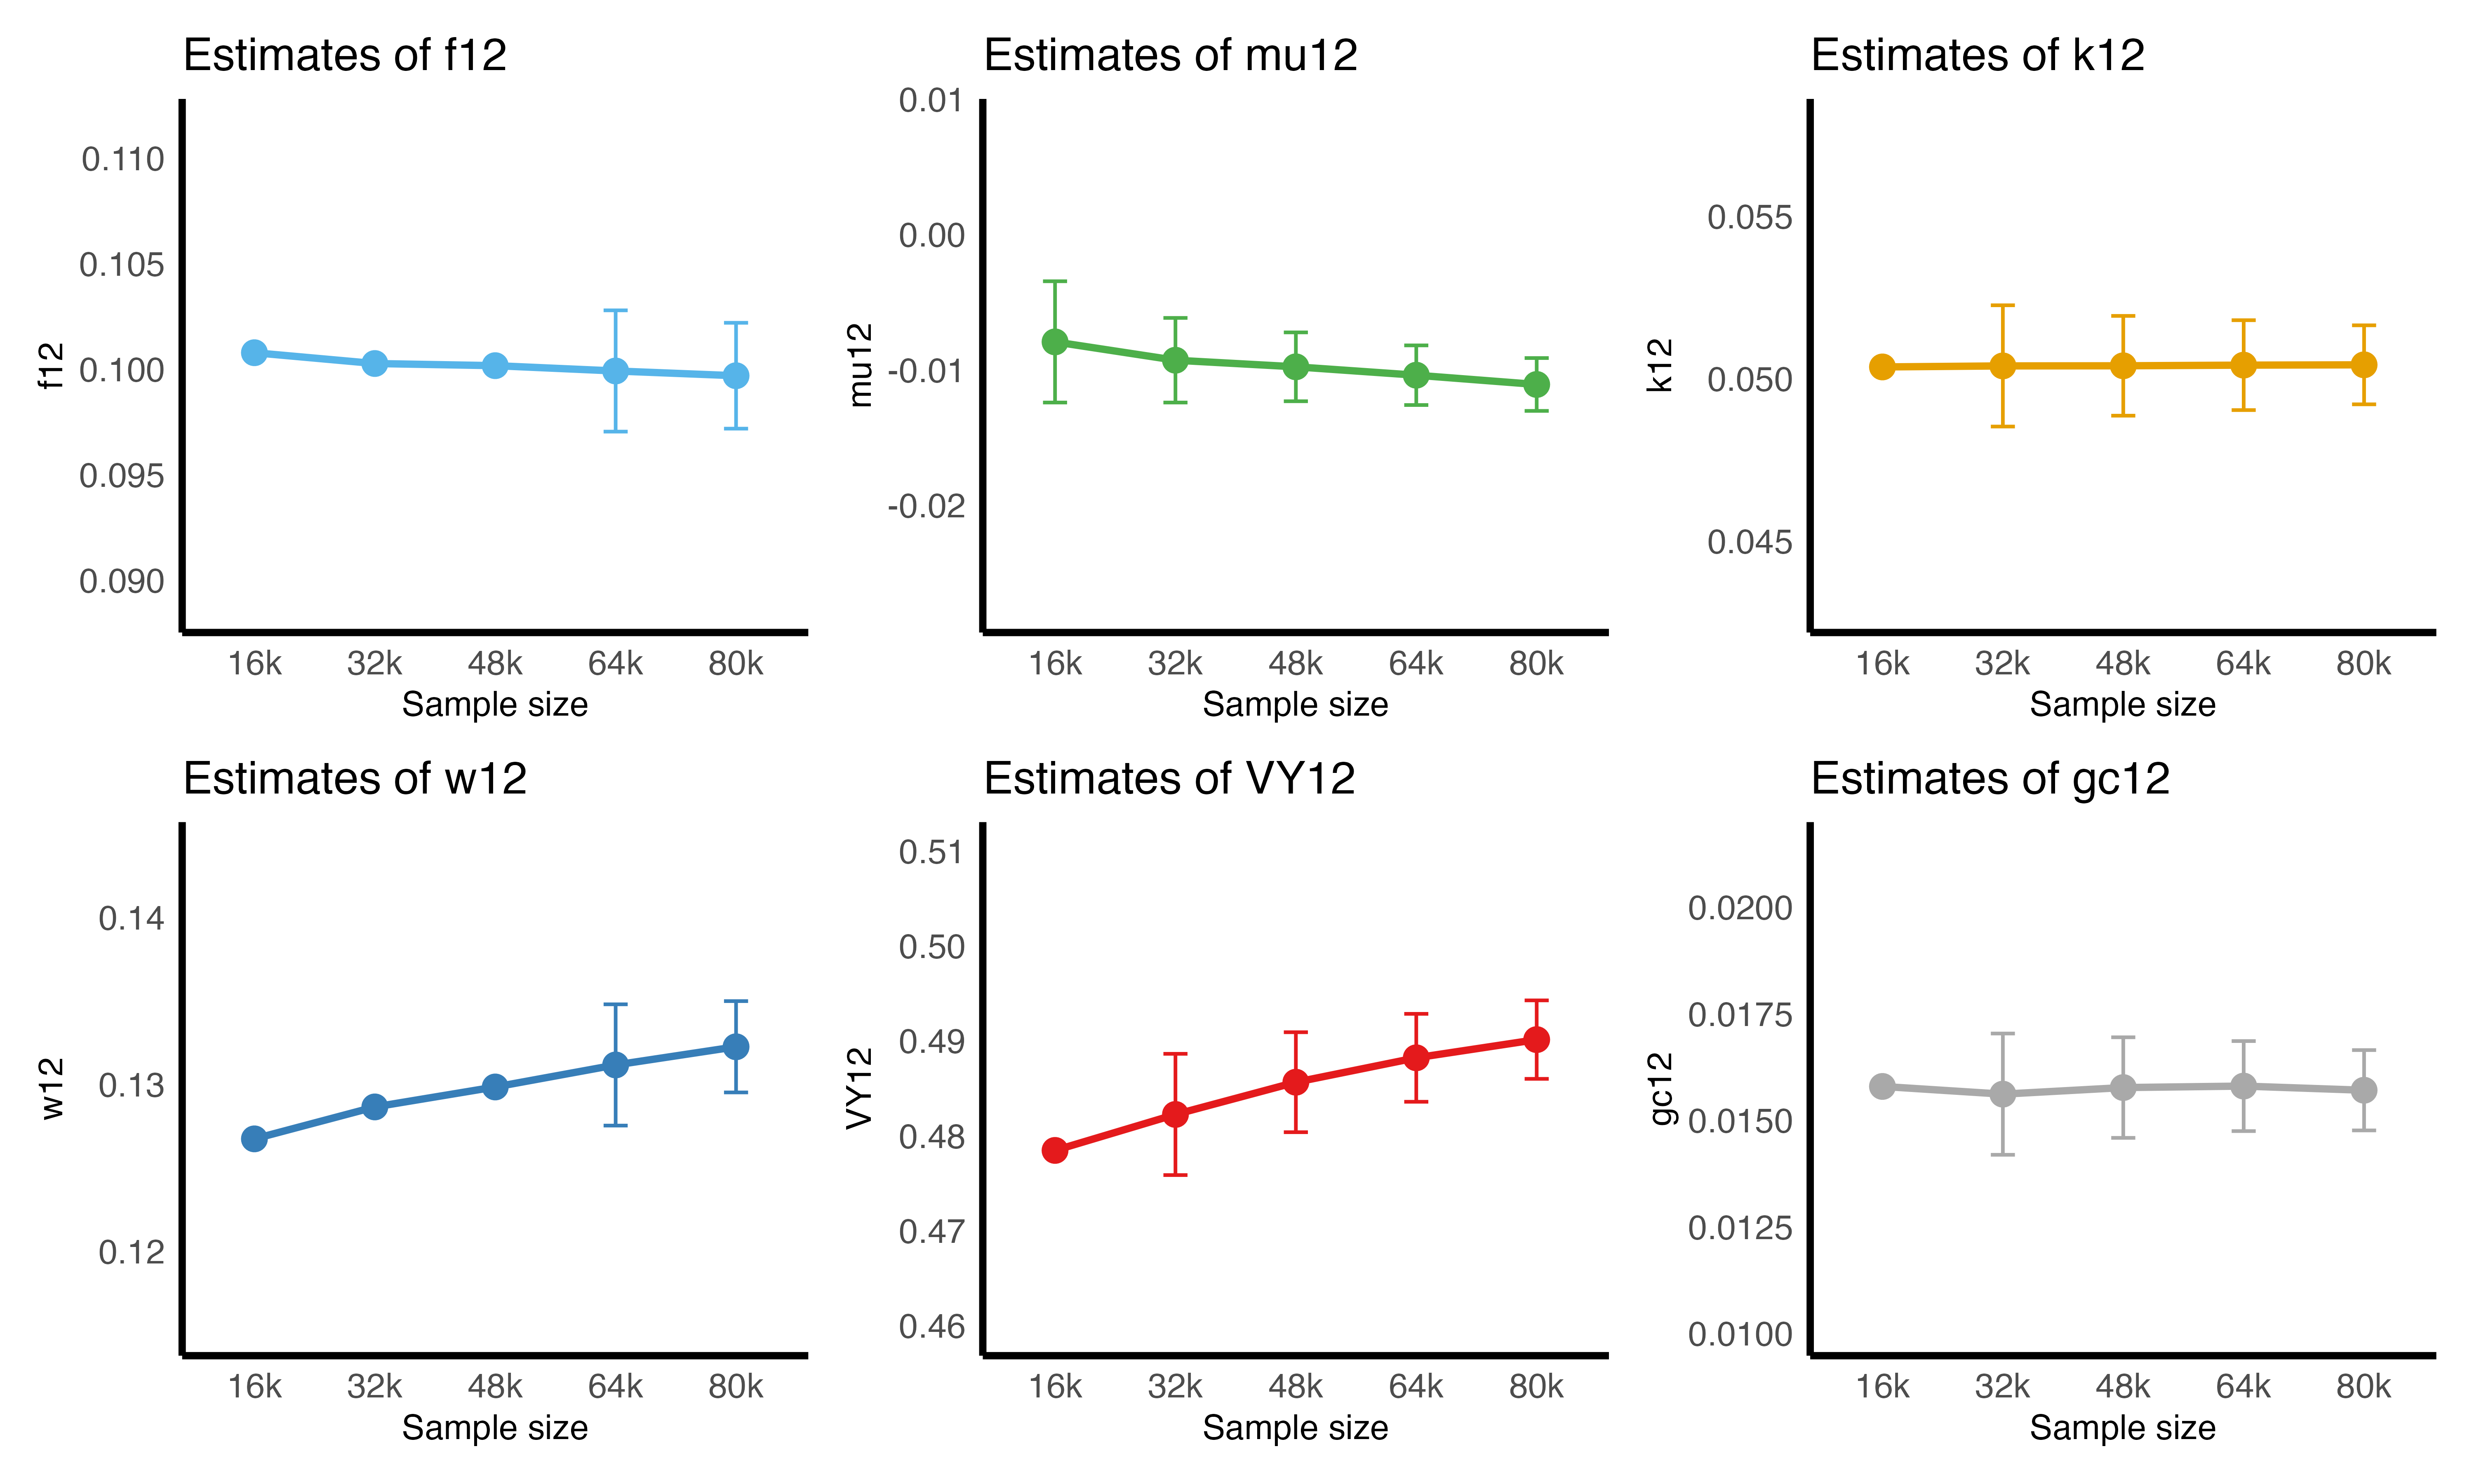 Estimates of f12
0.110
0.105
0.100
0.095
0.090
f12
16k 32k 48k 64k 80k
Sample size
Estimates of mu12
0.01
0.00
-0.01
-0.02
mu12
16k 32k 48k 64k 80k
Sample size
Estimates of k12
0.055
0.050
0.045
k12
16k 32k 48k 64k 80k
Sample size
Estimates of w12
0.14
0.13
0.12
w12
16k 32k 48k 64k 80k
Sample size
Estimates of VY12
0.51
0.50
0.49
0.48
0.47
0.46
VY12
16k 32k 48k 64k 80k
Sample size
Estimates of gc12
0.0200
0.0175
0.0150
0.0125
0.0100
gc12
16k 32k 48k 64k 80k
Sample size